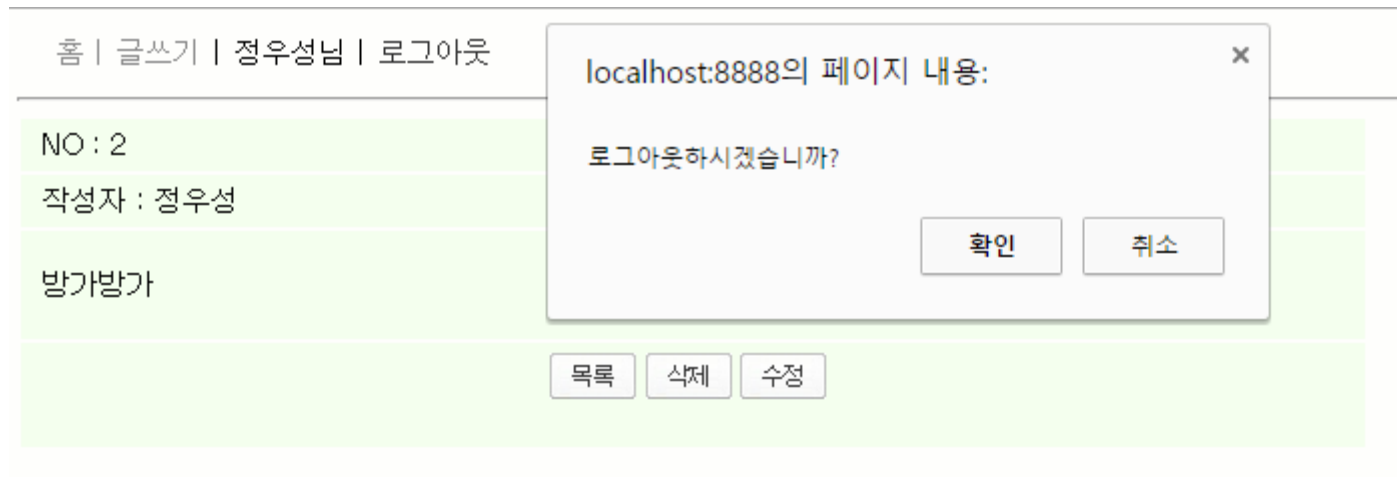 홈 | 글쓰기 | 정우성님 | 로그아웃
localhost:8888의 페이지 내용:
×
로그아웃하시겠습니까?
확인 취소
NO : 2
작성자 : 정우성
방가방가
목록 삭제 수정